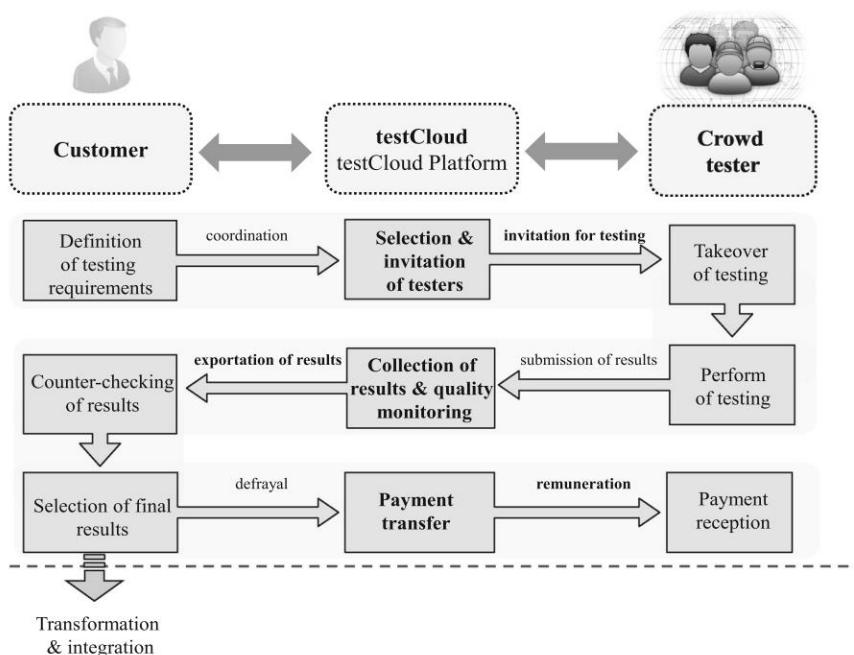 Customer
testCloud
testCloud Platform
Crowd
tester
Definition
of testing
requirements
coordination
Selection &
invitation
of testers
invitation for testing
Takeover
of testing
Counter-checking
of results
exportation of results
Collection of
results & quality
monitoring
submission of results
Perform
of testing
Selection of final
results
defrayal
Payment
transfer
remuneration
Payment
reception
Transformation
& integration